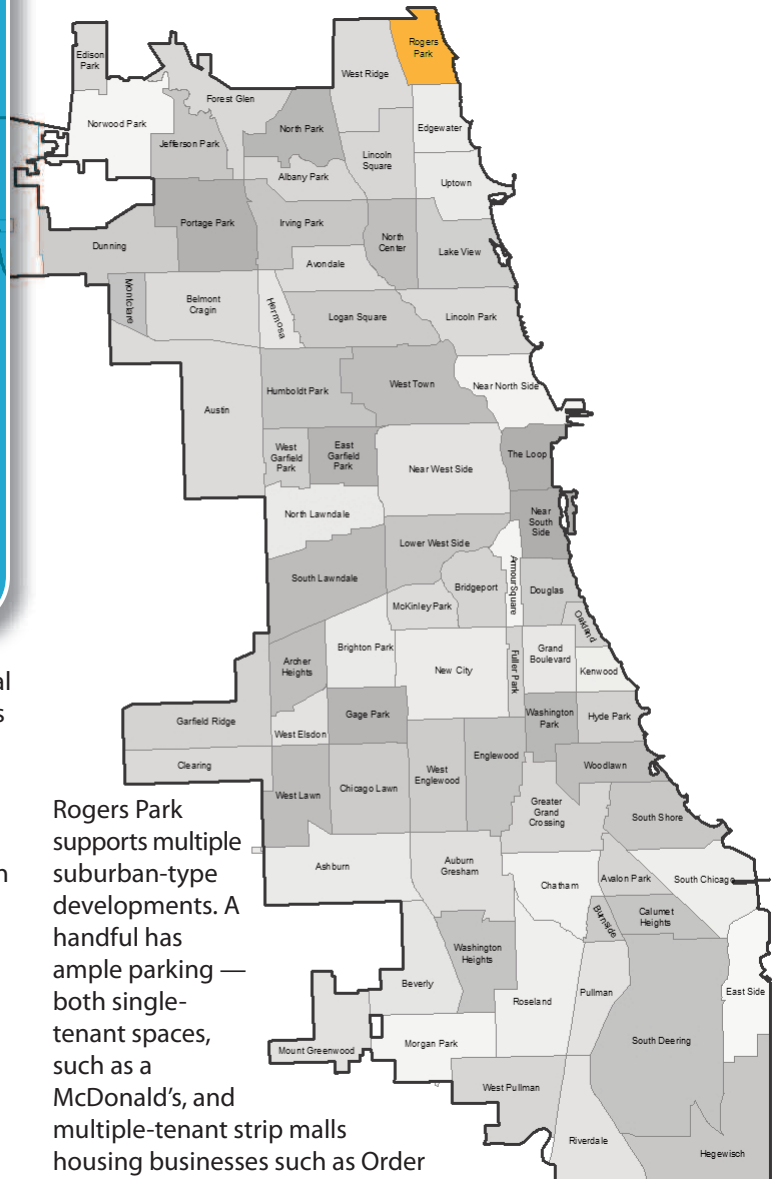 Rogers
Park
Edison
Park
West Ridge
Forest Glen
Norwood Park
North Park
Edgewater
Jefferson Park
Lincoln
Square
Albany Park
Uptown
Portage Park
Irving Park
North
Center
Dunning
Lake View
Avondale
Montclare
Belmont
Cragin
Hermosa
Logan Square
Lincoln Park
Humboldt Park
West Town
Near North Side
Austin
West
Garfield
Park
East
Garfield
Park
The Loop
Near West Side
North Lawndale
Near
South
Side
Lower West Side
South Lawndale
Bridgeport
Armour Square
Douglas
McKinley Park
Oakland
Brighton Park
Archer
Heights
New City
Fuller Park
Grand
Boulevard
Kenwood
al
s
Garfield Ridge
West Elsdon
Gage Park
Washington
Park
Hyde Park
Clearing
West Lawn
Chicago Lawn
West
Englewood
Englewood
Woodlawn
Greater
Grand
Crossing
South Shore
Ashburn
Auburn
Gresham
Chatham
Avalon Park
South Chicago
n
Burnside
Calumet
Heights
Washington
Heights
Beverly
Roseland
Pullman
East Side
Mount Greenwood
Morgan Park
South Deering
West Pullman
Riverdale
Hegewisch
Rogers Park
supports multiple
suburban-type
developments. A
handful has
ample parking —
both single-
tenant spaces,
such as a
McDonald's, and
multiple-tenant strip malls
housing businesses such as Order